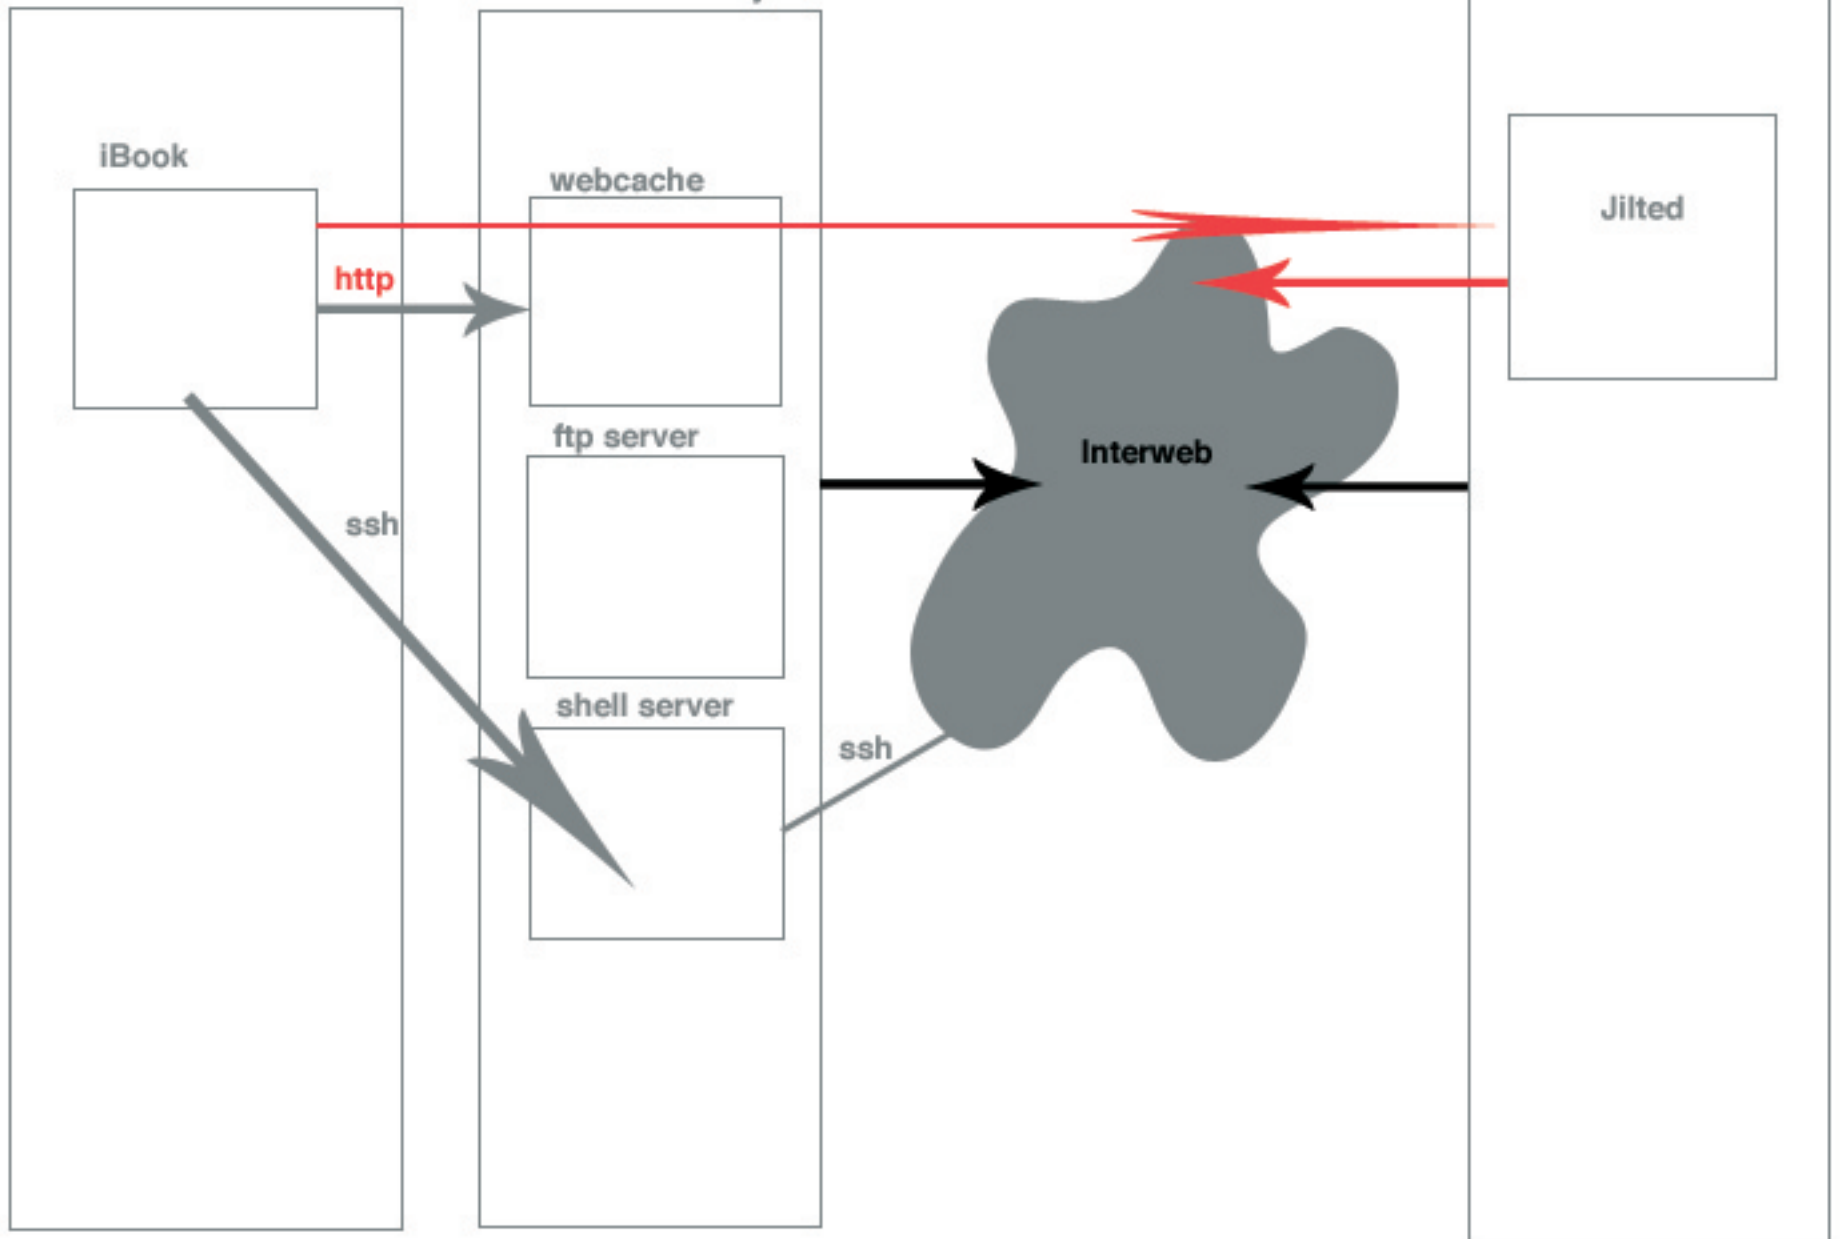 iBook
webcache
Jilted
http
ftp server
Interweb
ssh
shell server
ssh